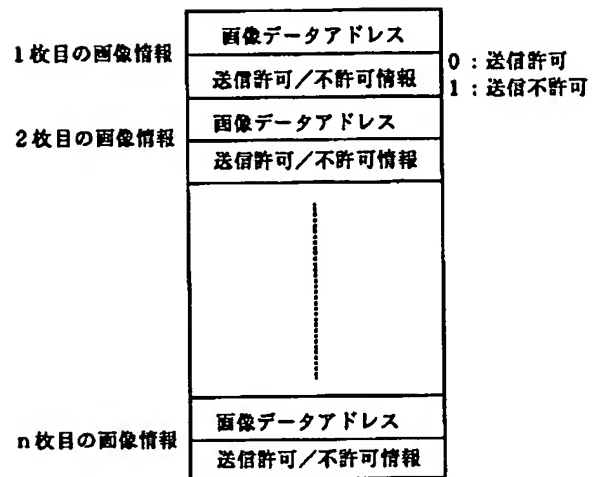 1枚目の画像情報
画像データアドレス
送信許可/不許可情報
0:送信許可
1:送信不許可
2枚目の画像情報
画像データアドレス
送信許可/不許可情報
n枚目の画像情報
画像データアドレス
送信許可/不許可情報